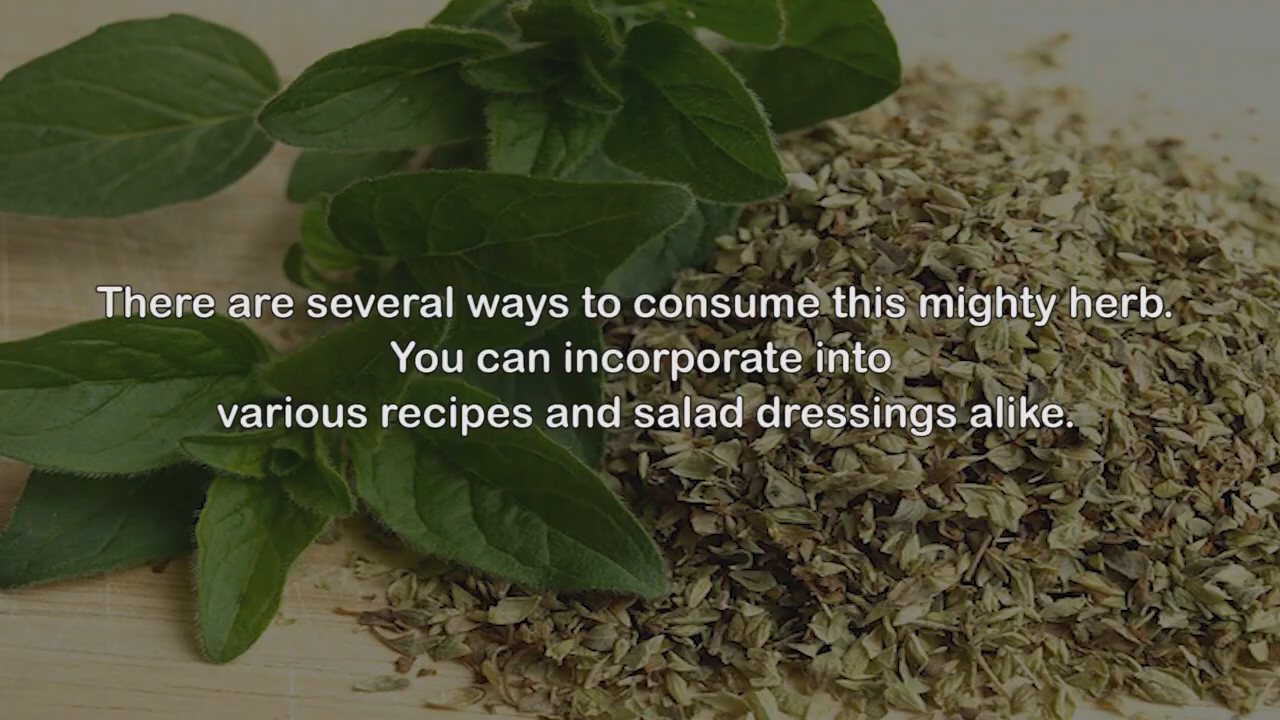 There are several ways to consume this mighty herb.
You can incorporate into
various recipes and salad dressings alike.